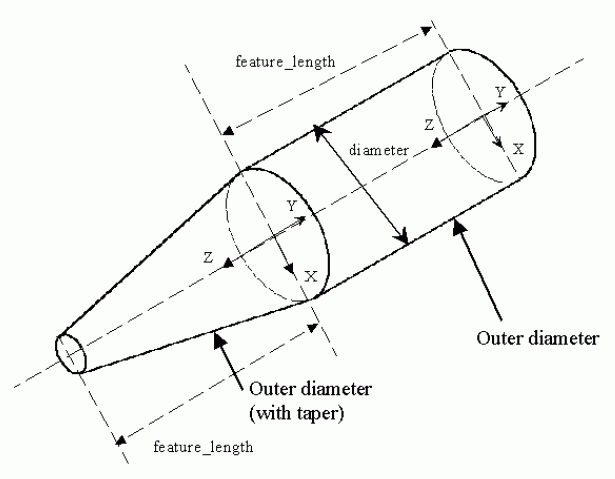 feature_length
Y
Z
X
diameter
Y
Z
X
Outer diameter
Outer diameter
(with taper)
feature_length